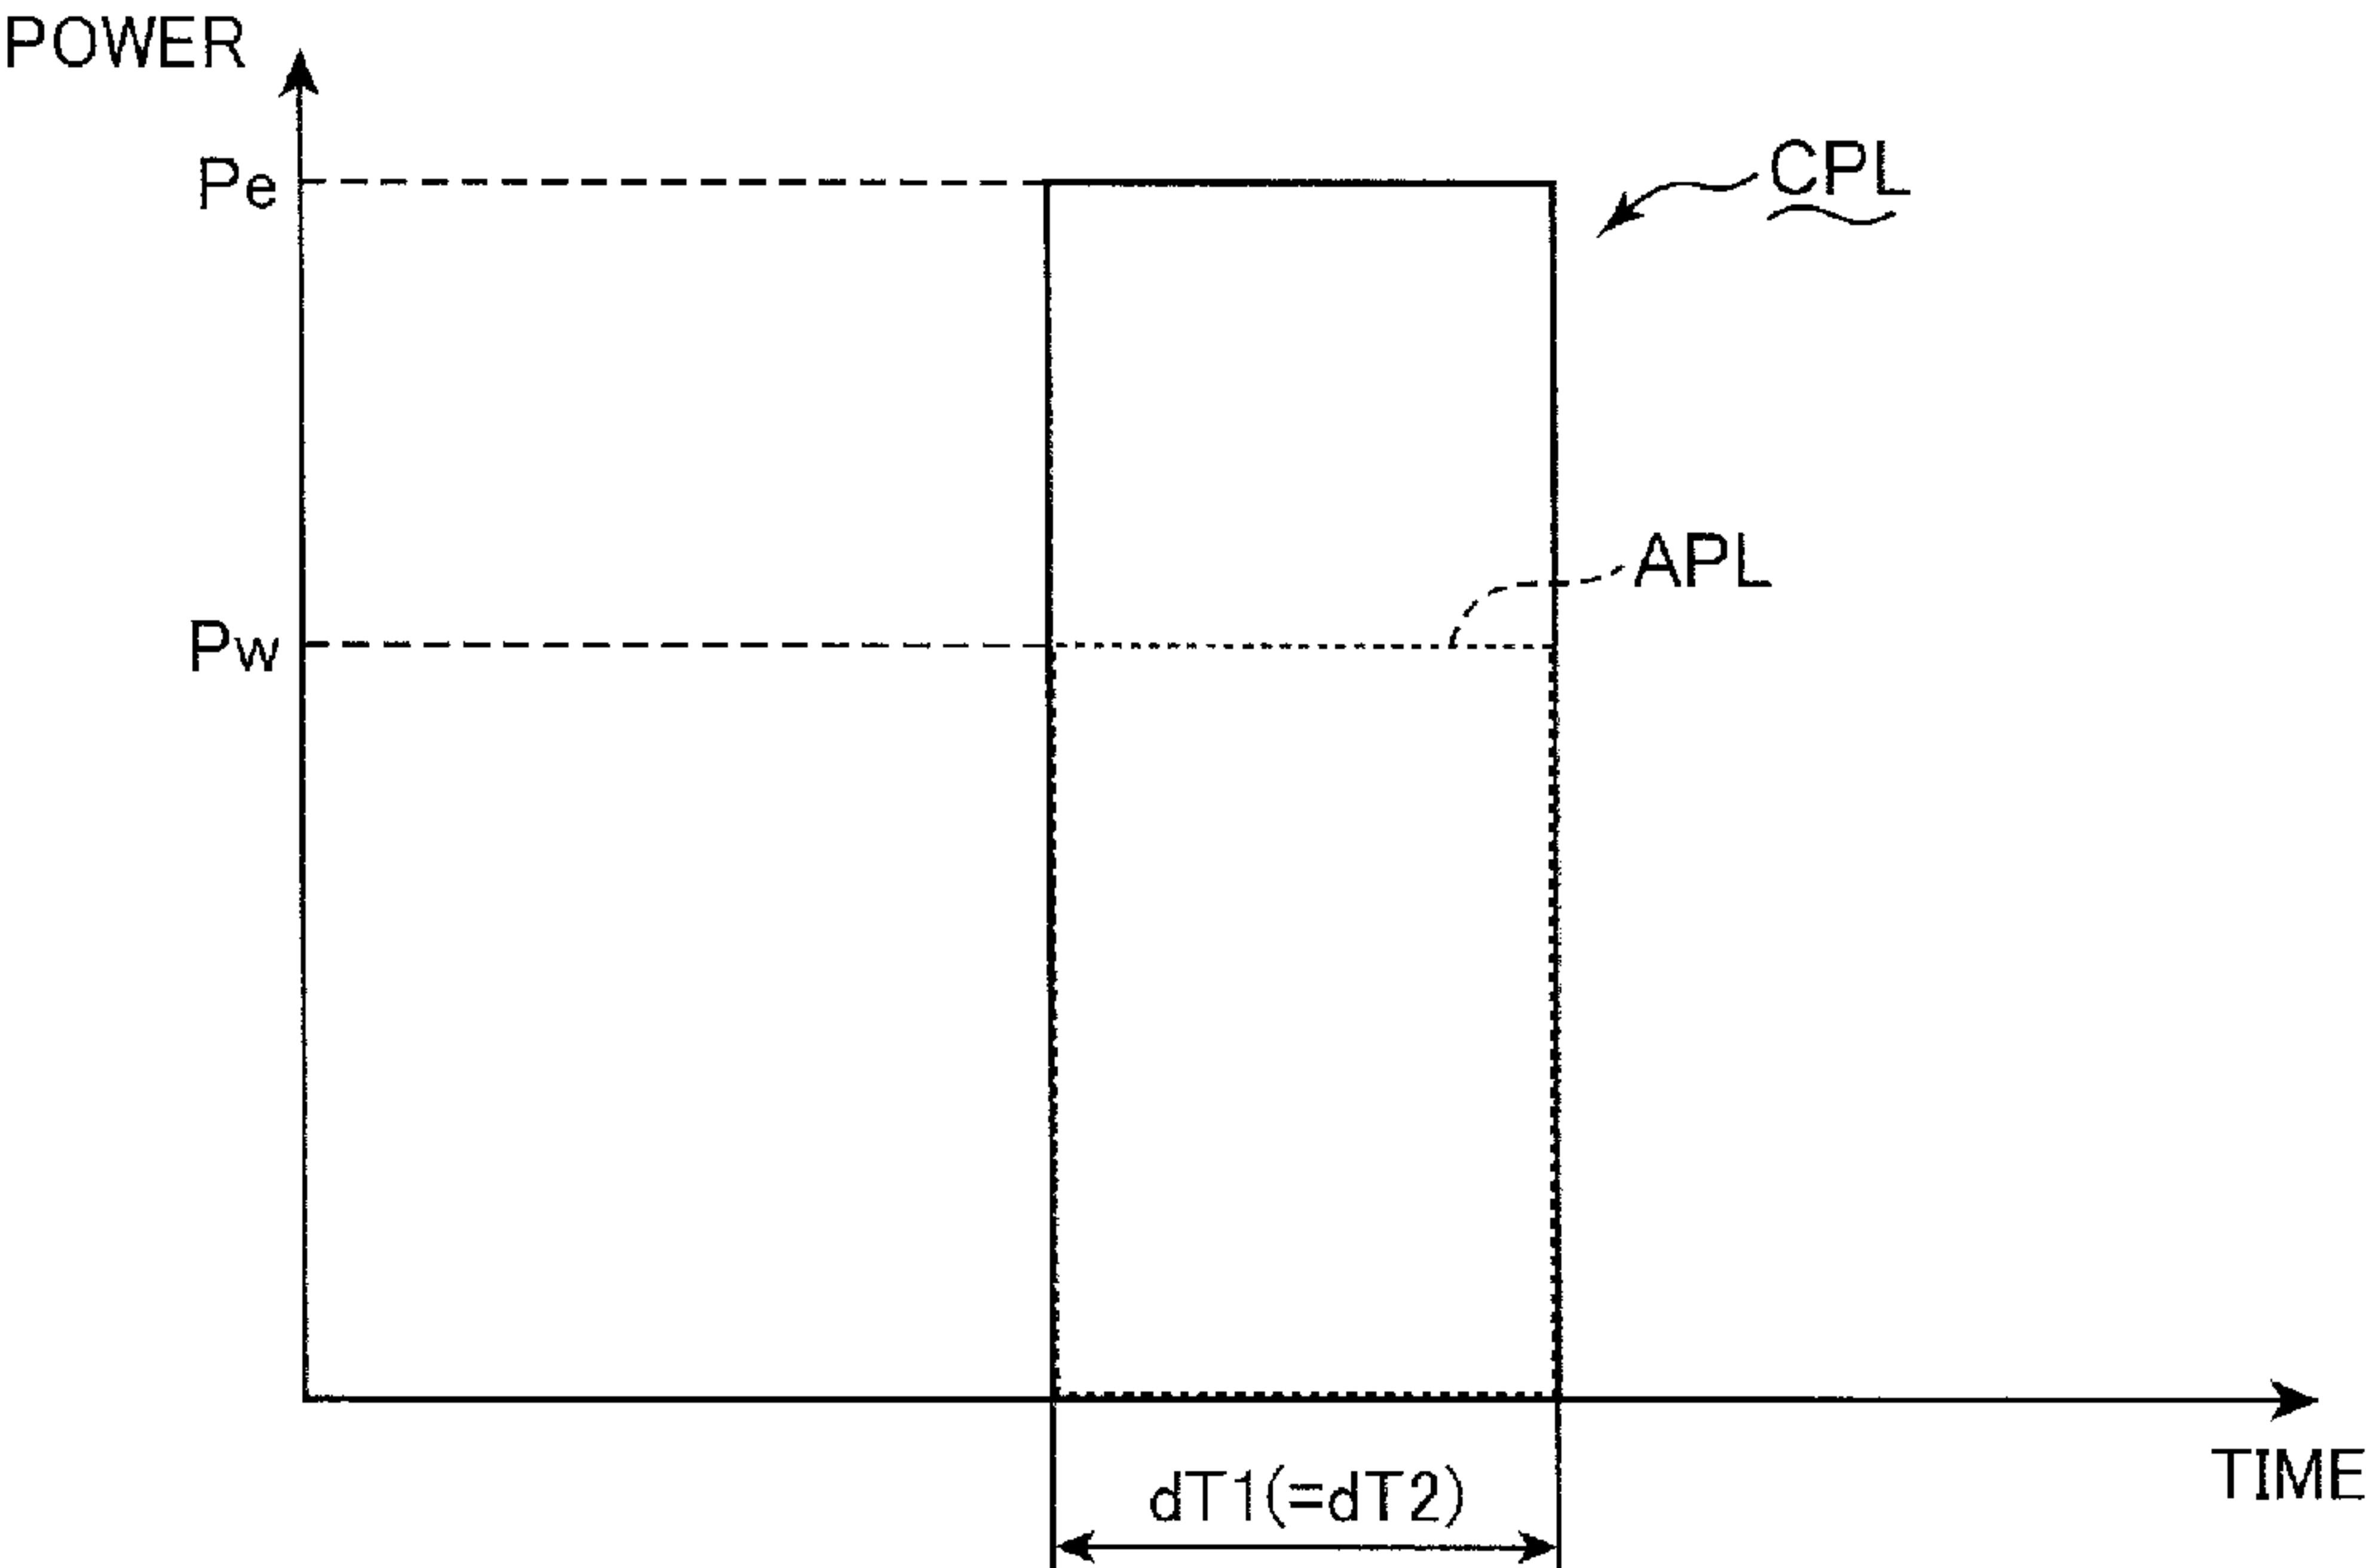 POWER
Pe
CPL
APL
Pw
TIME
dT1(=dT2)